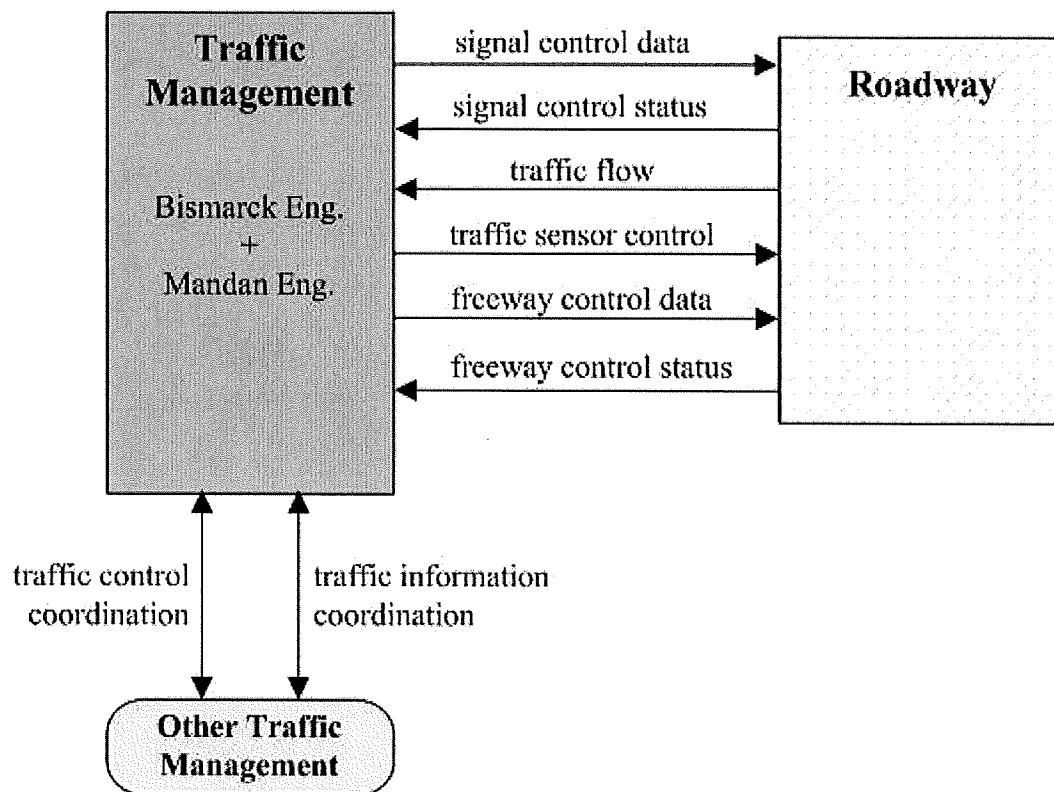 Traffic
Management
Bismarck Eng.
+
Mandan Eng.
signal control data
signal control status
traffic flow
traffic sensor control
freeway control data
freeway control status
Roadway
traffic control
coordination
traffic information
coordination
Other Traffic
Management